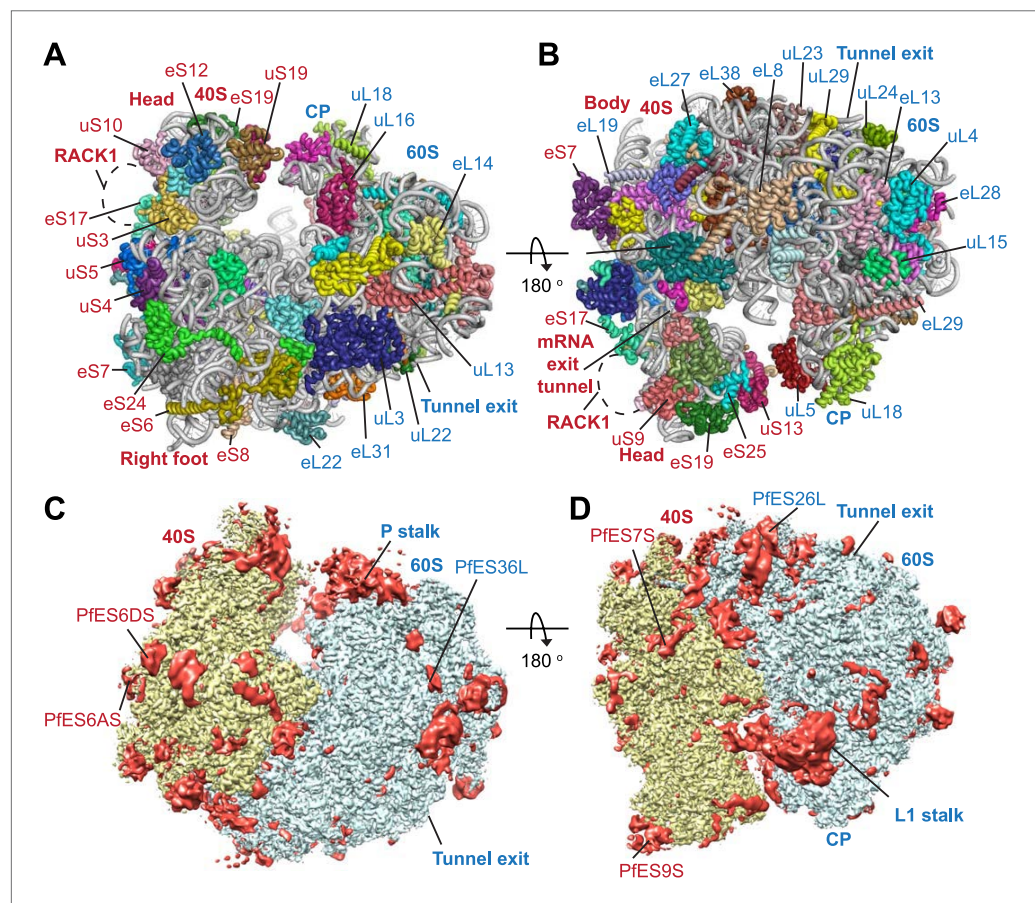 A
eS12
uS19
Head
40S
eS19
CP
uL18
uL16
uS10
60S
RACK1
eL14
eS17
uS3
uS5
uS4
eS7
uL13
eS24
uL3
Tunnel exit
eS6
uL22
Right foot
eS8
eL22
eL31
180 °
B
uL23
Tunnel exit
eL27
eL38
eL8
uL29
uL24
eL13
Body
40S
60S
eL19
uL4
eS7
eL28
uL15
eS17
eL29
mRNA
exit
tunnel
RACK1
uS9
uL5
CP
uL18
Head
uS13
eS19
eS25
C
40S
P stalk
60S
PfES36L
PfES6DS
PfES6AS
Tunnel exit
180 °
D
PfES26L
Tunnel exit
40S
PfES7S
60S
L1 stalk
CP
PfES9S